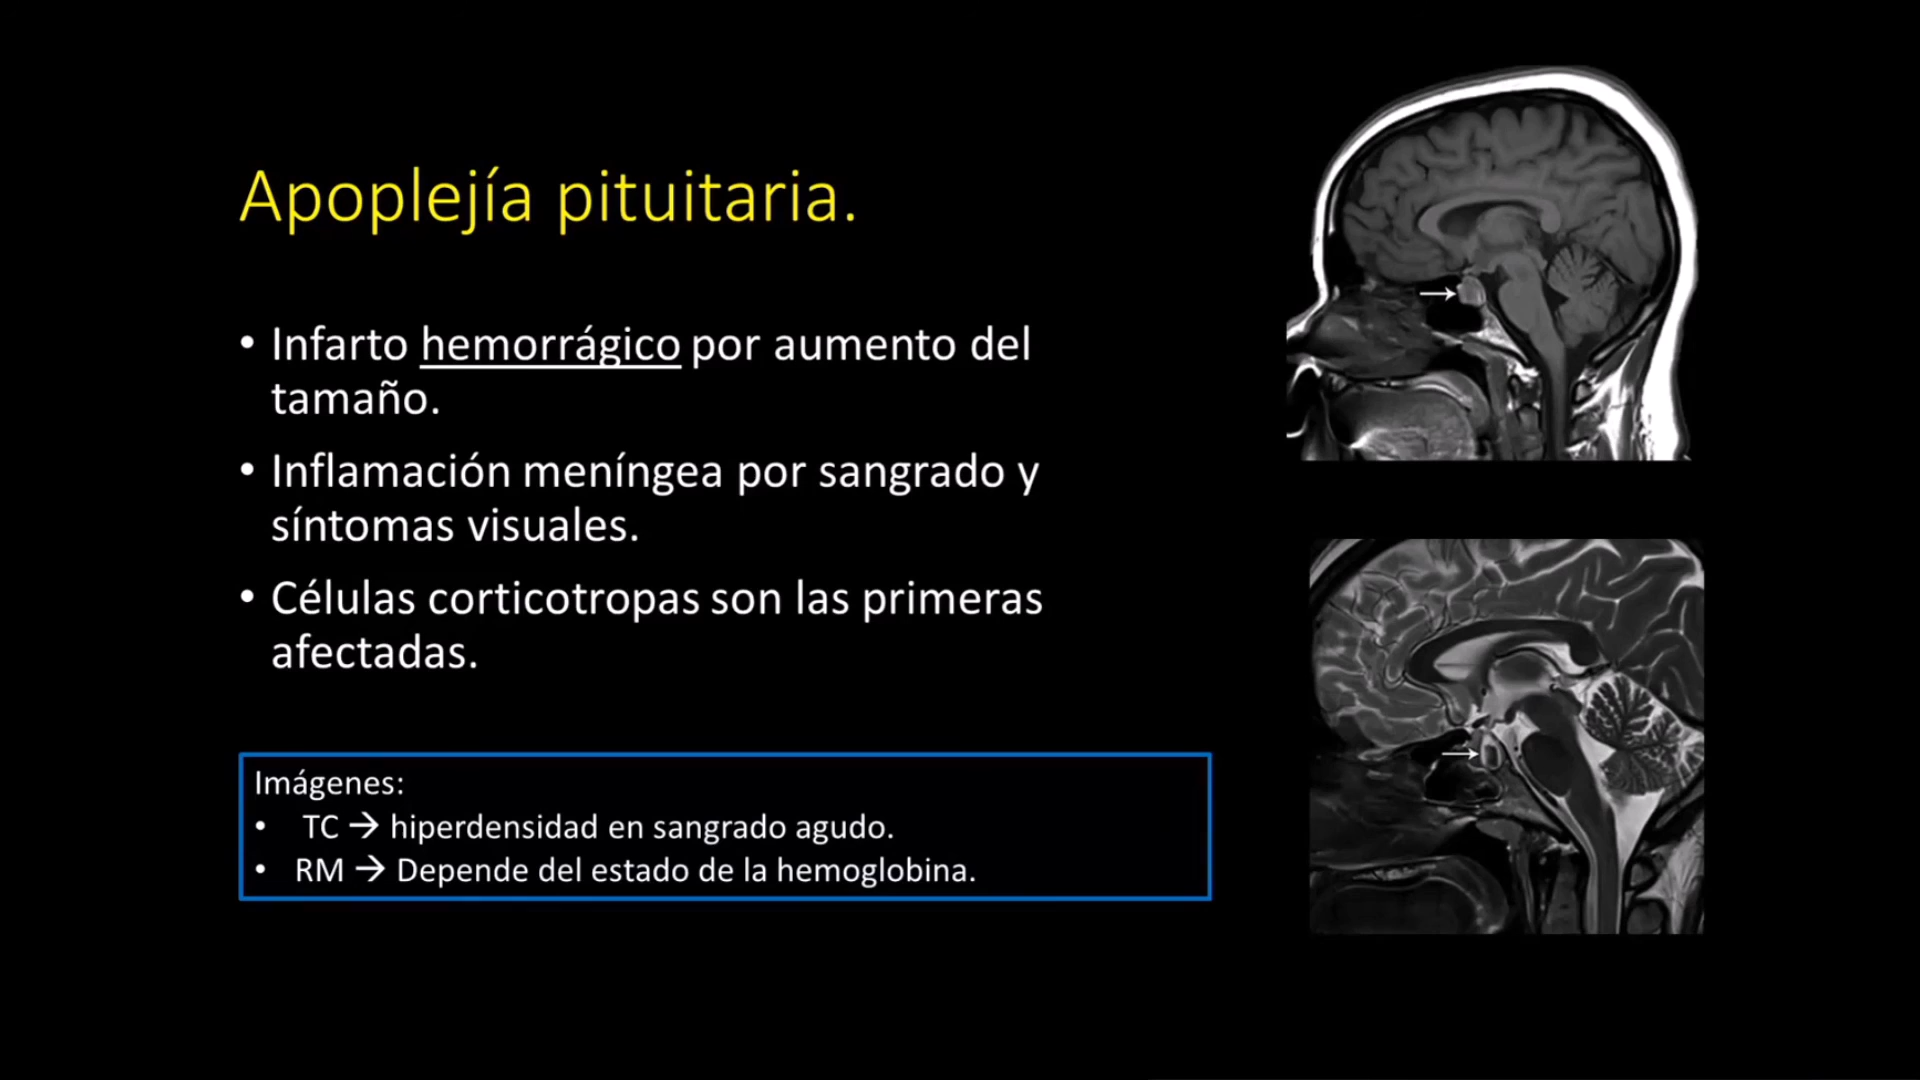 Apoplejía pituitaria.
• Infarto hemorrágico por aumento del
tamaño.
• Inflamación meníngea por sangrado y
síntomas visuales.
• Células corticotropas son las primeras
afectadas.
Imágenes:
• TC → hiperdensidad en sangrado agudo.
• RM → Depende del estado de la hemoglobina.